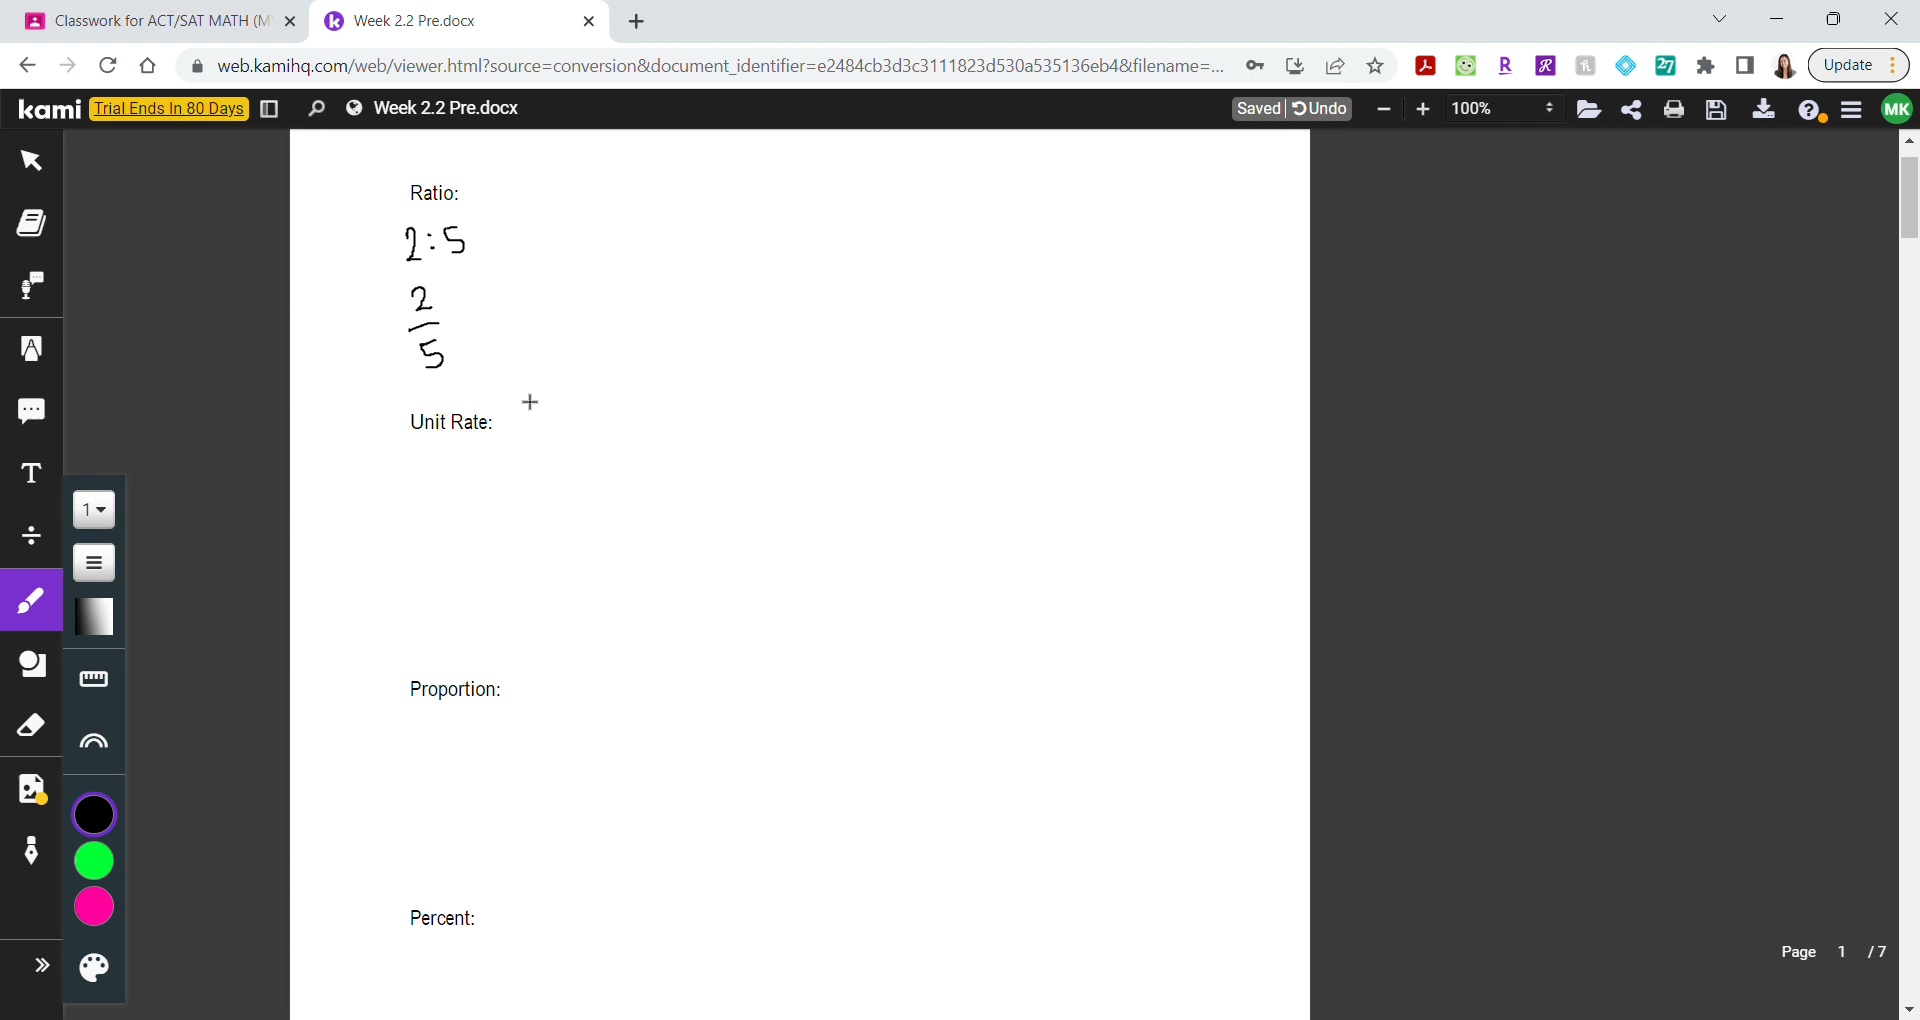 Classwork for ACT/SAT MATH (M
Week 2.2 Pre.docx
web.kamihq.com/web/viewer.html?source=conversion&document_identifier=e2484cb3d3c3111823d530a535136eb4&filename=...
Update
kami
Trial Ends In 80 Days
Week 2.2 Pre.docx
Saved
Undo
100%
MK
Ratio:
2:5
2
5
Unit Rate:
Proportion:
Percent:
T
1
Page 1 /7